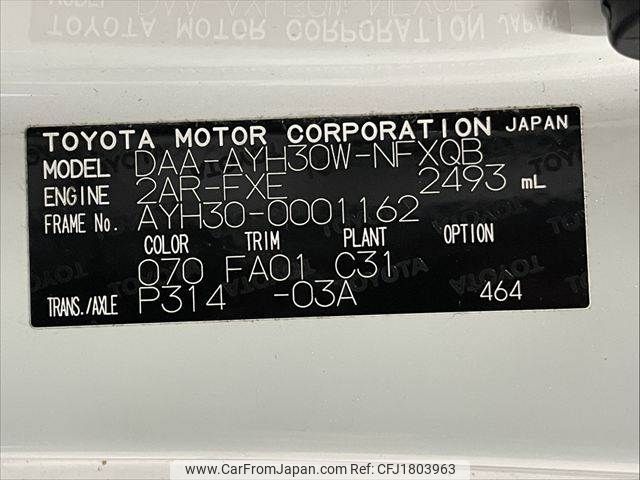 TOYOTA MOTOR CORPORATION JAPAN
MODEL DAA-AYH30W-NFXQB
ENGINE 2AR-FXE 2493 mL
FRAME No. AYH30-0001162
COLOR TRIM PLANT OPTION
070 FA01 C31
TRANS./AXLE P314 -03A 464
www.CarFromJapan.com - CFJ1803963